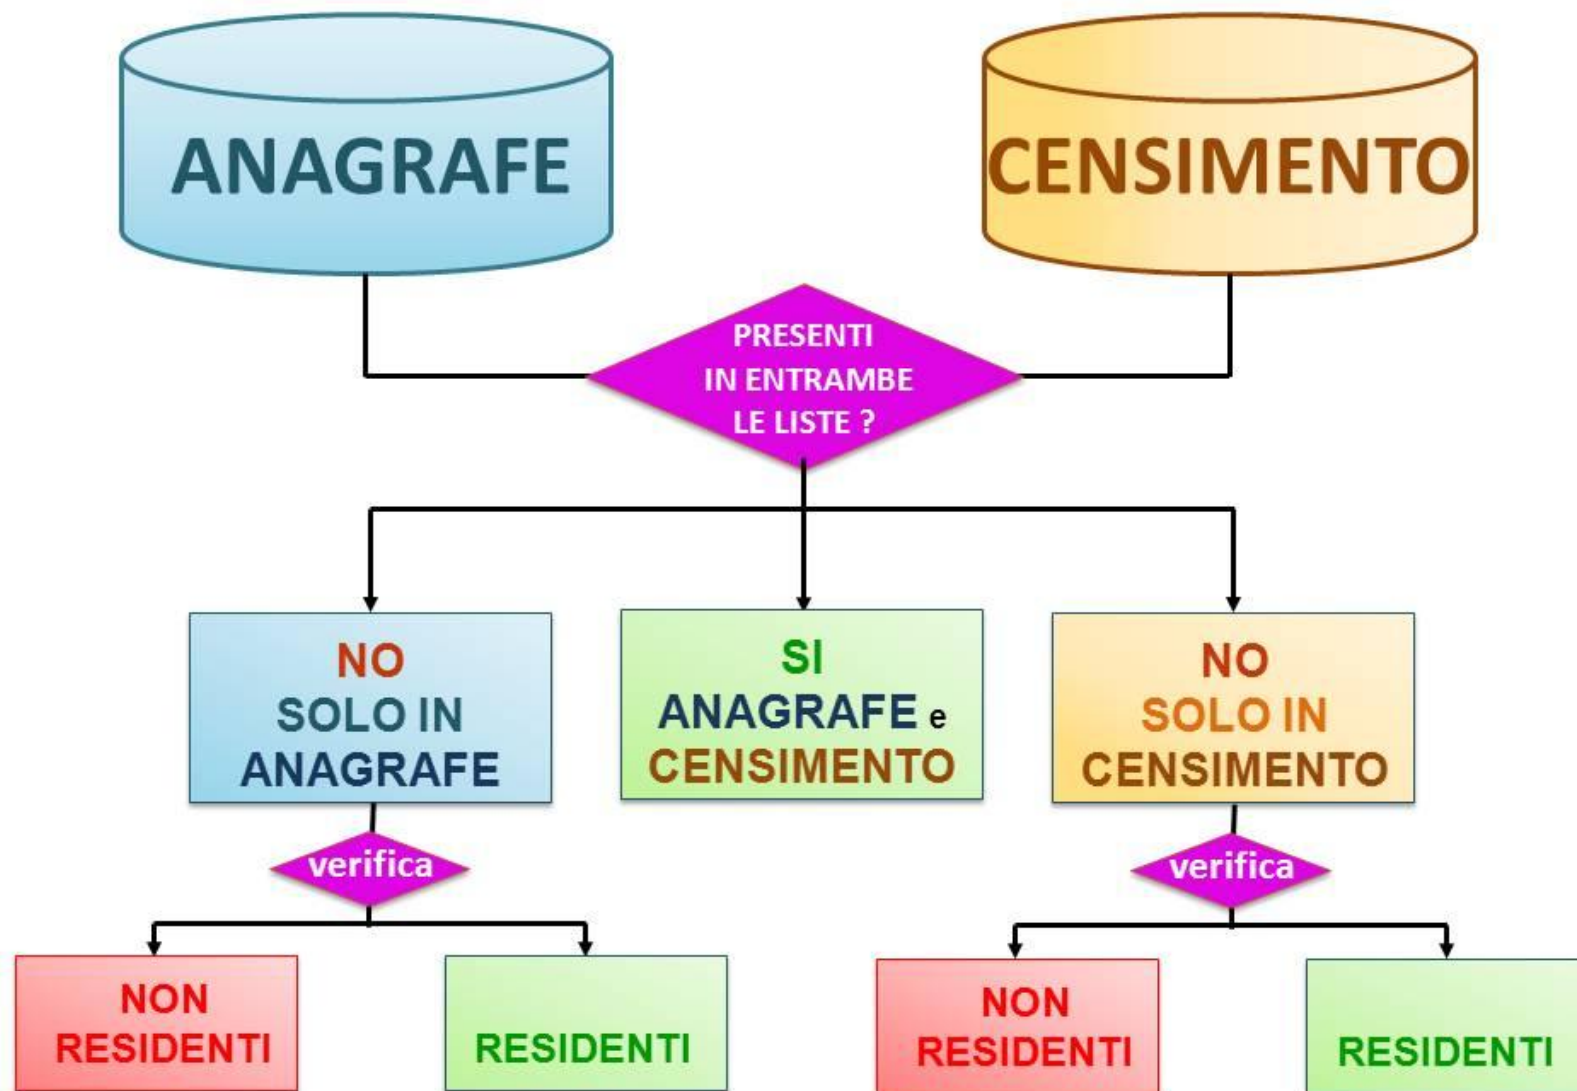 ANAGRAFE
CENSIMENTO
PRESENTI
IN ENTRAMBE
LE LISTE ?
NO
SOLO IN
ANAGRAFE
SI
ANAGRAFE e
CENSIMENTO
NO
SOLO IN
CENSIMENTO
verifica
verifica
NON
RESIDENTI
RESIDENTI
NON
RESIDENTI
RESIDENTI